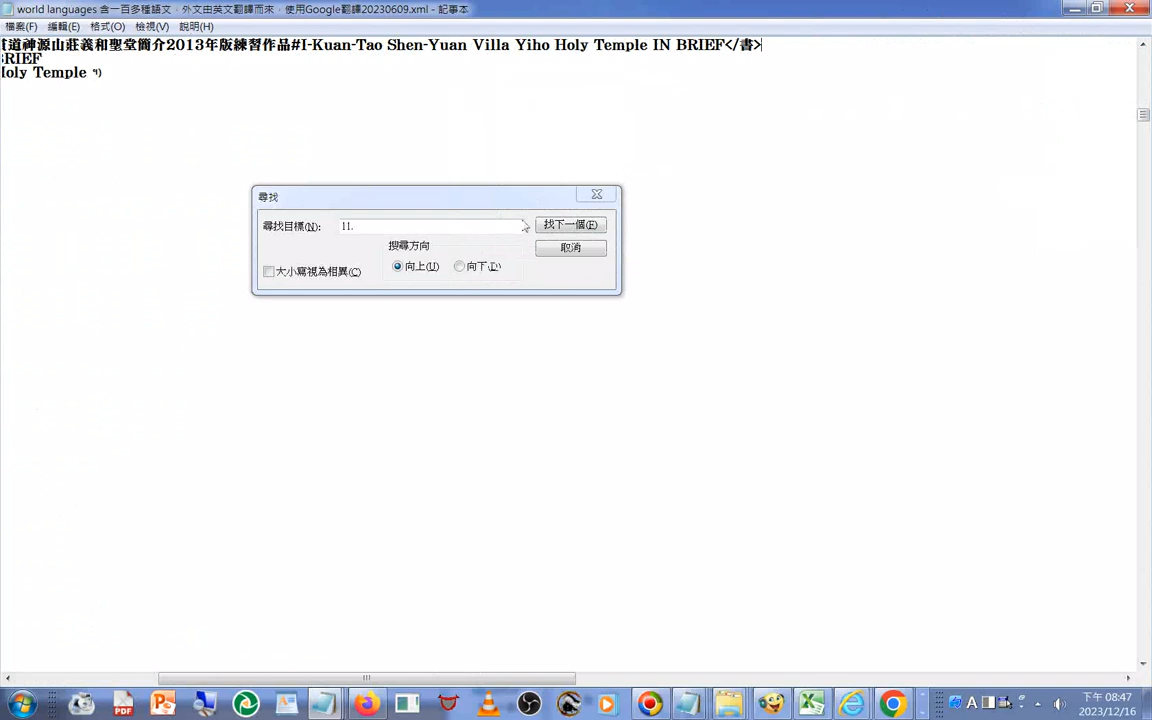 world languages 含一百多種語文，外文由英文翻譯而來，使用Google翻譯20230609.xml - 記事本
檔案(F) 編輯(E) 格式(O) 檢視(V) 說明(H)
貫道神源山莊義和聖堂簡介2013年版練習作品#I-Kuan-Tao Shen-Yuan Villa Yiho Holy Temple IN BRIEF</書>
BRIEF
Holy Temple
尋找
尋找目標(N): 11. 找下一個(F)
搜尋方向 取消
大小寫視為相異(C) 向上(U) 向下(D)
下午 08:47
2023/12/16